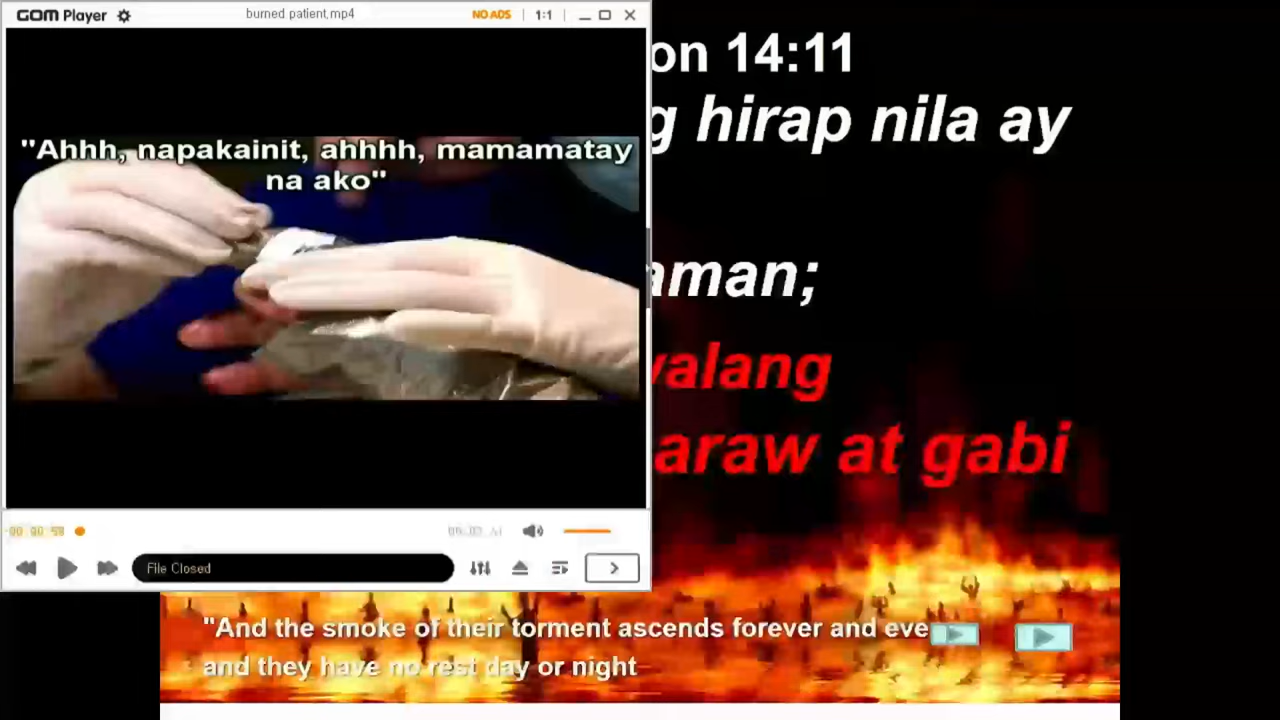 GOM Player
burned patient.mp4
NO ADS
1:1
"Ahhh, napakainit, ahhhh, mamamatay
na ako"
File Closed
on 14:11
g hirap nila ay
aman;
valang
araw at gabi
"And the smoke of their torment ascends forever and eve
and they have no rest day or night